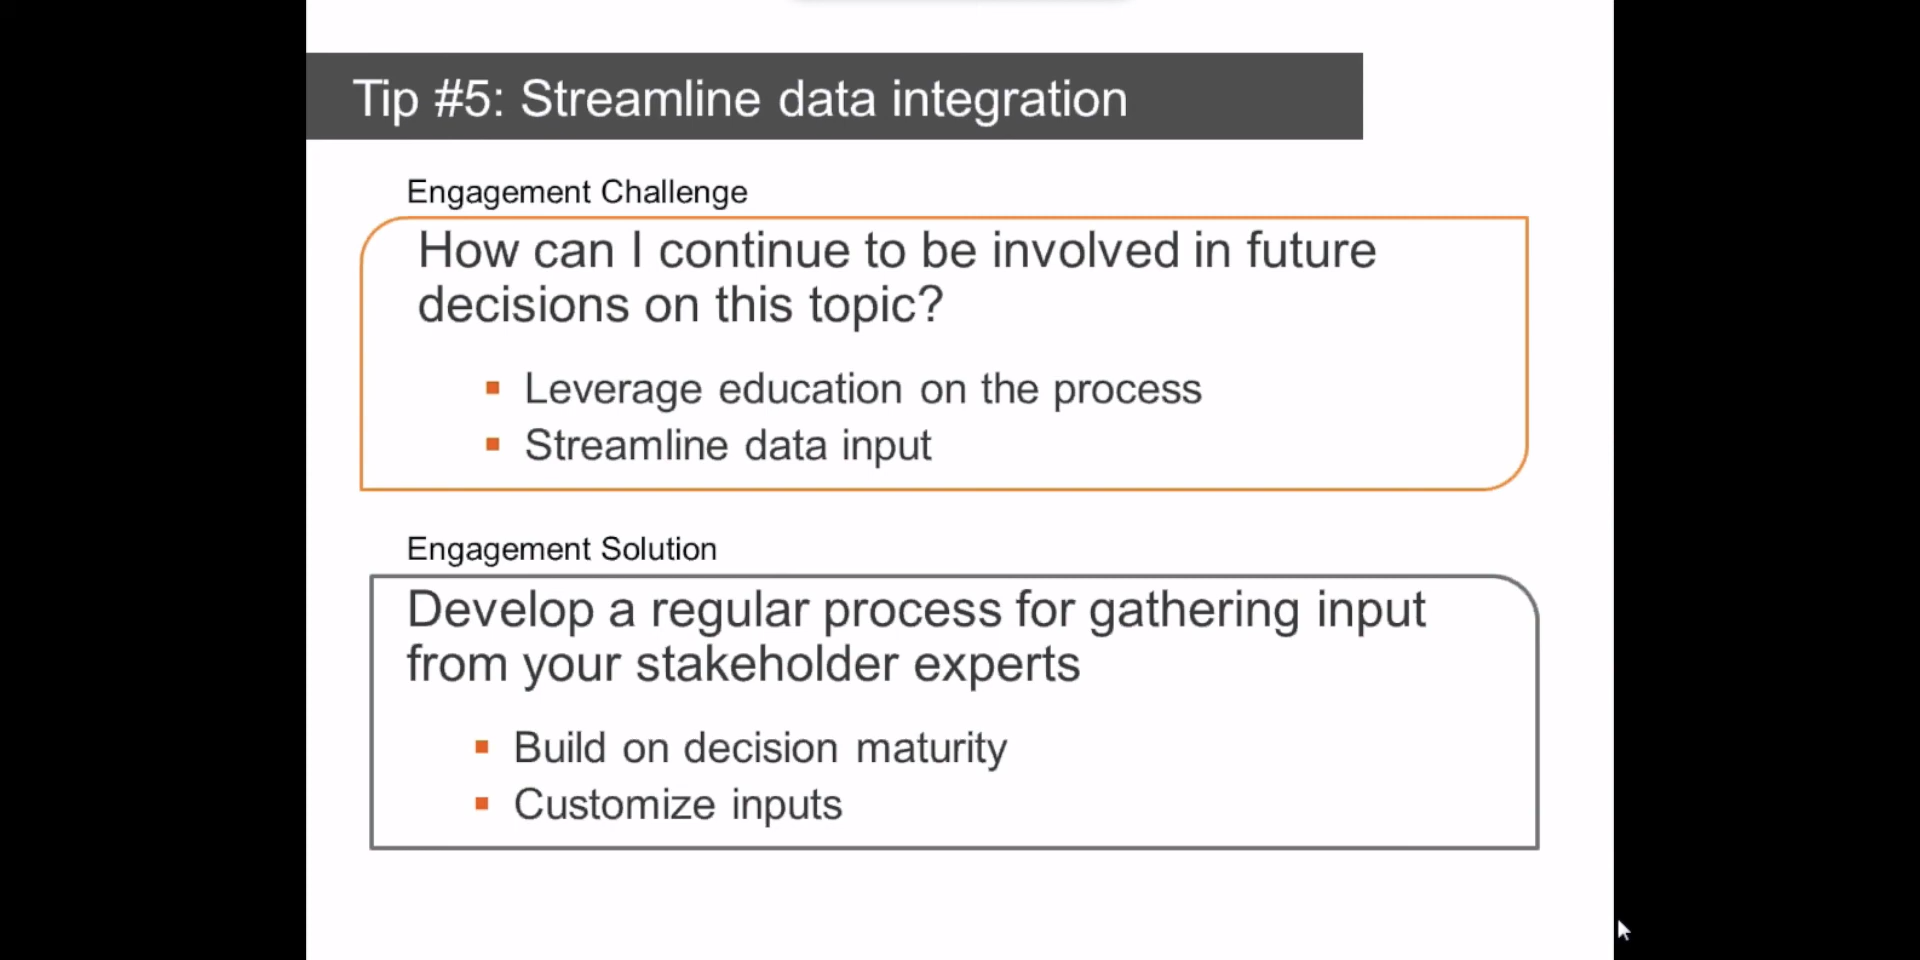 Tip #5: Streamline data integration
Engagement Challenge
How can I continue to be involved in future
decisions on this topic?
▪ Leverage education on the process
▪ Streamline data input
Engagement Solution
Develop a regular process for gathering input
from your stakeholder experts
▪ Build on decision maturity
▪ Customize inputs